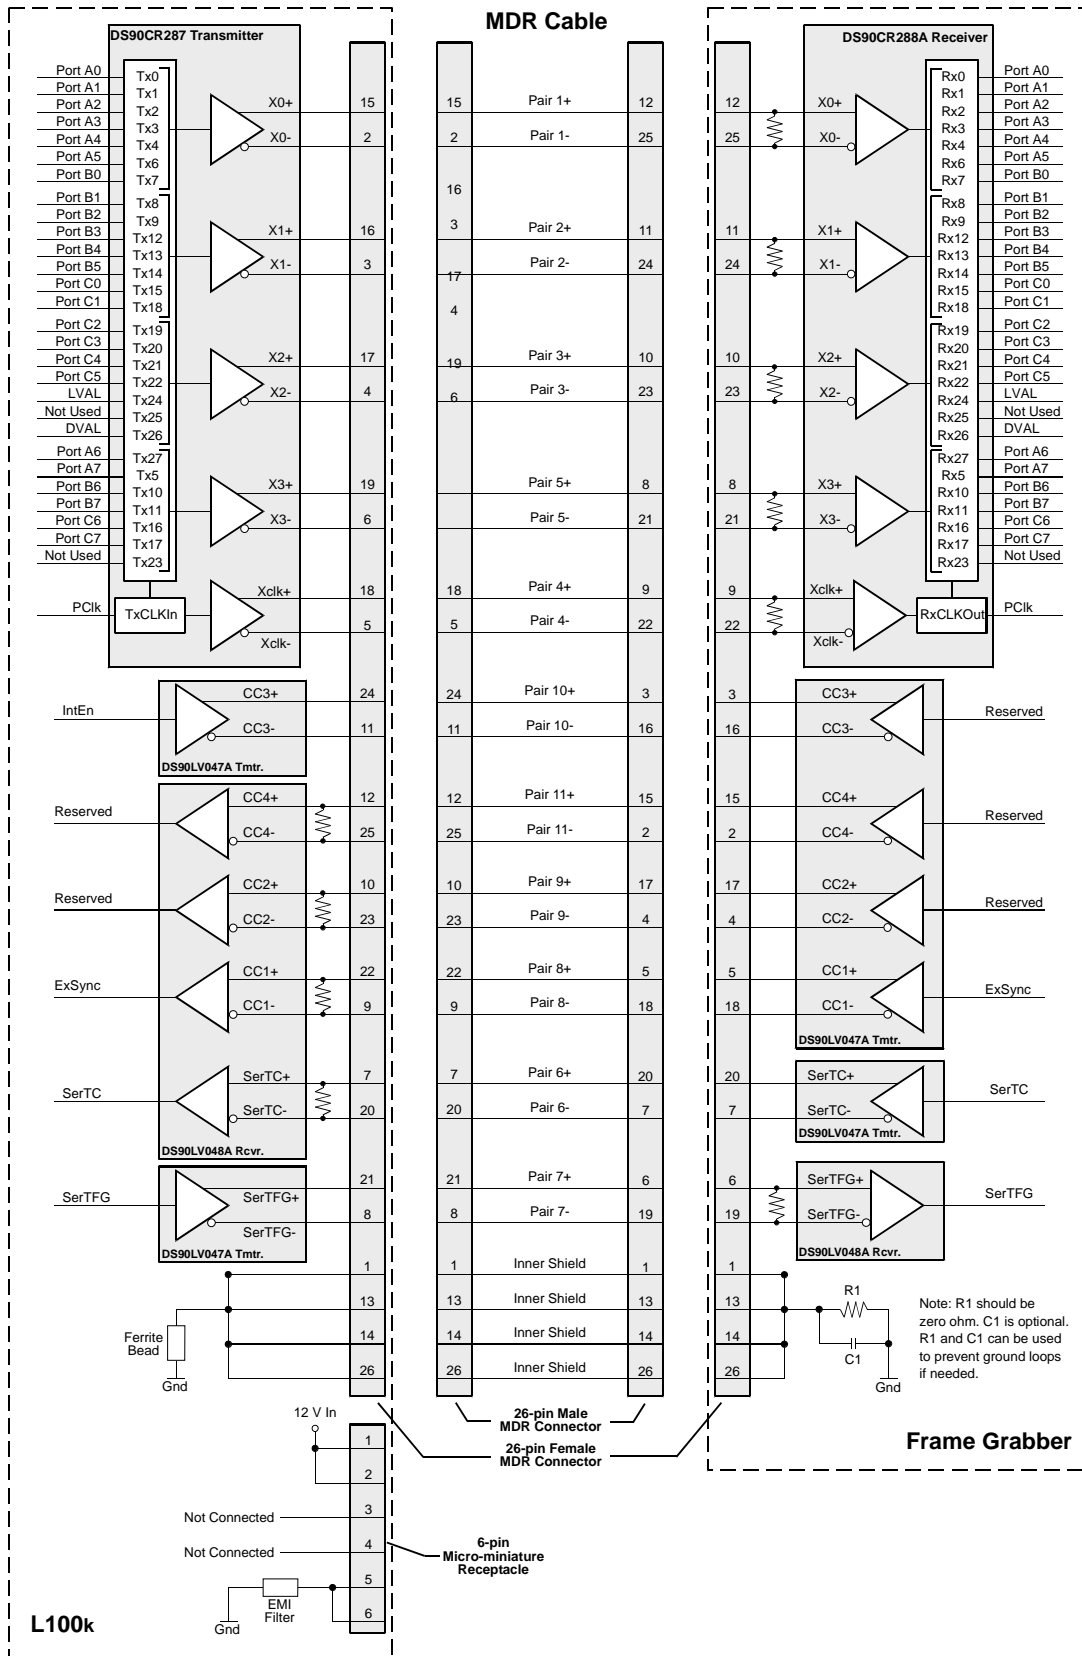 MDR Cable
DS90CR287 Transmitter
Port A0
Port A1
Port A2
Port A3
Port A4
Port A5
Port B0
Tx0
Tx1
Tx2
Tx3
Tx4
Tx6
Tx7
X0+
X0-
15
2
Port B1
Port B2
Port B3
Port B4
Port B5
Port C0
Port C1
Tx8
Tx9
Tx12
Tx13
Tx14
Tx15
Tx18
X1+
X1-
16
3
Port C2
Port C3
Port C4
Port C5
LVAL
Not Used
DVAL
Tx19
Tx20
Tx21
Tx22
Tx24
Tx25
Tx26
X2+
X2-
17
4
Port A6
Port A7
Port B6
Port B7
Port C6
Port C7
Not Used
Tx27
Tx5
Tx10
Tx11
Tx16
Tx17
Tx23
X3+
X3-
19
6
PClk
TxCLKIn
Xclk+
Xclk-
18
5
IntEn
CC3+
CC3-
24
11
DS90LV047A Tmtr.
Reserved
CC4+
CC4-
12
25
Reserved
CC2+
CC2-
10
23
ExSync
CC1+
CC1-
22
9
SerTC
SerTC+
SerTC-
7
20
DS90LV048A Rcvr.
SerTFG
SerTFG+
SerTFG-
21
8
DS90LV047A Tmtr.
1
13
14
26
Ferrite
Bead
Gnd
12 V In
1
2
Not Connected
3
Not Connected
4
5
6
EMI
Filter
Gnd
L100k
15 Pair 1+ 12
2 Pair 1- 25
16
3 Pair 2+ 11
17 Pair 2- 24
4
19 Pair 3+ 10
6 Pair 3- 23
Pair 5+ 8
Pair 5- 21
18 Pair 4+ 9
5 Pair 4- 22
24 Pair 10+ 3
11 Pair 10- 16
12 Pair 11+ 15
25 Pair 11- 2
10 Pair 9+ 17
23 Pair 9- 4
22 Pair 8+ 5
9 Pair 8- 18
7 Pair 6+ 20
20 Pair 6- 7
21 Pair 7+ 6
8 Pair 7- 19
1 Inner Shield 1
13 Inner Shield 13
14 Inner Shield 14
26 Inner Shield 26
26-pin Male
MDR Connector
26-pin Female
MDR Connector
6-pin
Micro-miniature
Receptacle
DS90CR288A Receiver
12
25
X0+
X0-
Rx0
Rx1
Rx2
Rx3
Rx4
Rx6
Rx7
Port A0
Port A1
Port A2
Port A3
Port A4
Port A5
Port B0
11
24
X1+
X1-
Rx8
Rx9
Rx12
Rx13
Rx14
Rx15
Rx18
Port B1
Port B2
Port B3
Port B4
Port B5
Port C0
Port C1
10
23
X2+
X2-
Rx19
Rx20
Rx21
Rx22
Rx24
Rx25
Rx26
Port C2
Port C3
Port C4
Port C5
LVAL
Not Used
DVAL
8
21
X3+
X3-
Rx27
Rx5
Rx10
Rx11
Rx16
Rx17
Rx23
Port A6
Port A7
Port B6
Port B7
Port C6
Port C7
Not Used
9
22
Xclk+
Xclk-
RxCLKOut
PClk
3
16
CC3+
CC3-
Reserved
15
2
CC4+
CC4-
Reserved
17
4
CC2+
CC2-
Reserved
5
18
CC1+
CC1-
ExSync
DS90LV047A Tmtr.
20
7
SerTC+
SerTC-
SerTC
DS90LV047A Tmtr.
6
19
SerTFG+
SerTFG-
SerTFG
DS90LV048A Rcvr.
1
13
14
26
R1
C1
Gnd
Note: R1 should be
zero ohm. C1 is optional.
R1 and C1 can be used
to prevent ground loops
if needed.
Frame Grabber